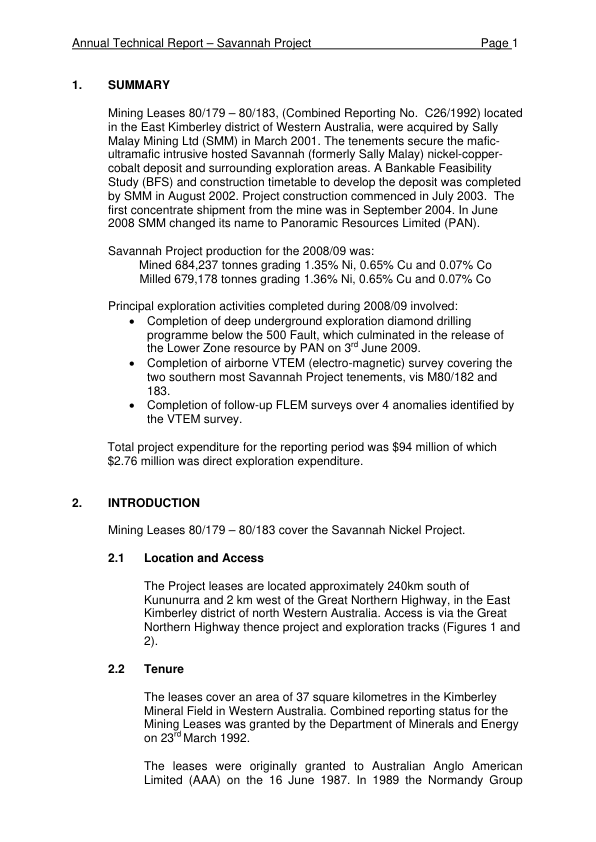 Annual Technical Report – Savannah Project Page 1
1. SUMMARY
Mining Leases 80/179 – 80/183, (Combined Reporting No. C26/1992) located
in the East Kimberley district of Western Australia, were acquired by Sally
Malay Mining Ltd (SMM) in March 2001. The tenements secure the mafic-
ultramafic intrusive hosted Savannah (formerly Sally Malay) nickel-copper-
cobalt deposit and surrounding exploration areas. A Bankable Feasibility
Study (BFS) and construction timetable to develop the deposit was completed
by SMM in August 2002. Project construction commenced in July 2003. The
first concentrate shipment from the mine was in September 2004. In June
2008 SMM changed its name to Panoramic Resources Limited (PAN).
Savannah Project production for the 2008/09 was:
Mined 684,237 tonnes grading 1.35% Ni, 0.65% Cu and 0.07% Co
Milled 679,178 tonnes grading 1.36% Ni, 0.65% Cu and 0.07% Co
Principal exploration activities completed during 2008/09 involved:
• Completion of deep underground exploration diamond drilling
programme below the 500 Fault, which culminated in the release of
the Lower Zone resource by PAN on 3rd June 2009.
• Completion of airborne VTEM (electro-magnetic) survey covering the
two southern most Savannah Project tenements, vis M80/182 and
183.
• Completion of follow-up FLEM surveys over 4 anomalies identified by
the VTEM survey.
Total project expenditure for the reporting period was $94 million of which
$2.76 million was direct exploration expenditure.
2. INTRODUCTION
Mining Leases 80/179 – 80/183 cover the Savannah Nickel Project.
2.1 Location and Access
The Project leases are located approximately 240km south of
Kununurra and 2 km west of the Great Northern Highway, in the East
Kimberley district of north Western Australia. Access is via the Great
Northern Highway thence project and exploration tracks (Figures 1 and
2).
2.2 Tenure
The leases cover an area of 37 square kilometres in the Kimberley
Mineral Field in Western Australia. Combined reporting status for the
Mining Leases was granted by the Department of Minerals and Energy
on 23rd March 1992.
The leases were originally granted to Australian Anglo American
Limited (AAA) on the 16 June 1987. In 1989 the Normandy Group